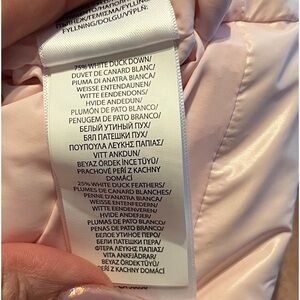 FYLLNING/DOLGU/VÝPLŇ:
75% WHITE DUCK DOWN/
DUVET DE CANARD BLANC/
PIUMA DI ANATRA BIANCA/
WEISSE ENTENDAUNEN/
WITTE EENDENDONS/
HVIDE ANDEDUN/
PLUMÓN DE PATO BLANCO/
PENUGEM DE PATO BRANCO/
БЕЛЫЙ УТИНЫЙ ПУХ/
БЯЛ ПАТЕШКИ ПУХ/
ΠΟΥΠΟΥΛΑ ΛΕΥΚΗΣ ΠΑΠΙΑΣ/
VITT ANKDUN/
BEYAZ ÖRDEK İNCE TÜYÜ/
PRACHOVÉ PEŘÍ Z KACHNY
DOMÁCÍ
25% WHITE DUCK FEATHERS/
PLUMES DE CANARD BLANCHES/
PENNE D'ANATRA BIANCA/
WEISSE ENTENFEDERN/
WITTE EENDENVEREN/
HVIDE ANDEFJER/
PLUMAS DE PATO BLANCO/
PENAS DE PATO BRANCO/
БЕЛОЕ УТИНОЕ ПЕРО/
БЕЛИ ПАТЕШКИ ПЕРА/
ΦΤΕΡΑ ΛΕΥΚΗΣ ΠΑΠΙΑΣ/
VITA ANKFJÄDRAR/
BEYAZ ÖRDEK TÜYÜ/
PEŘÍ Z KACHNY DOMÁCÍ